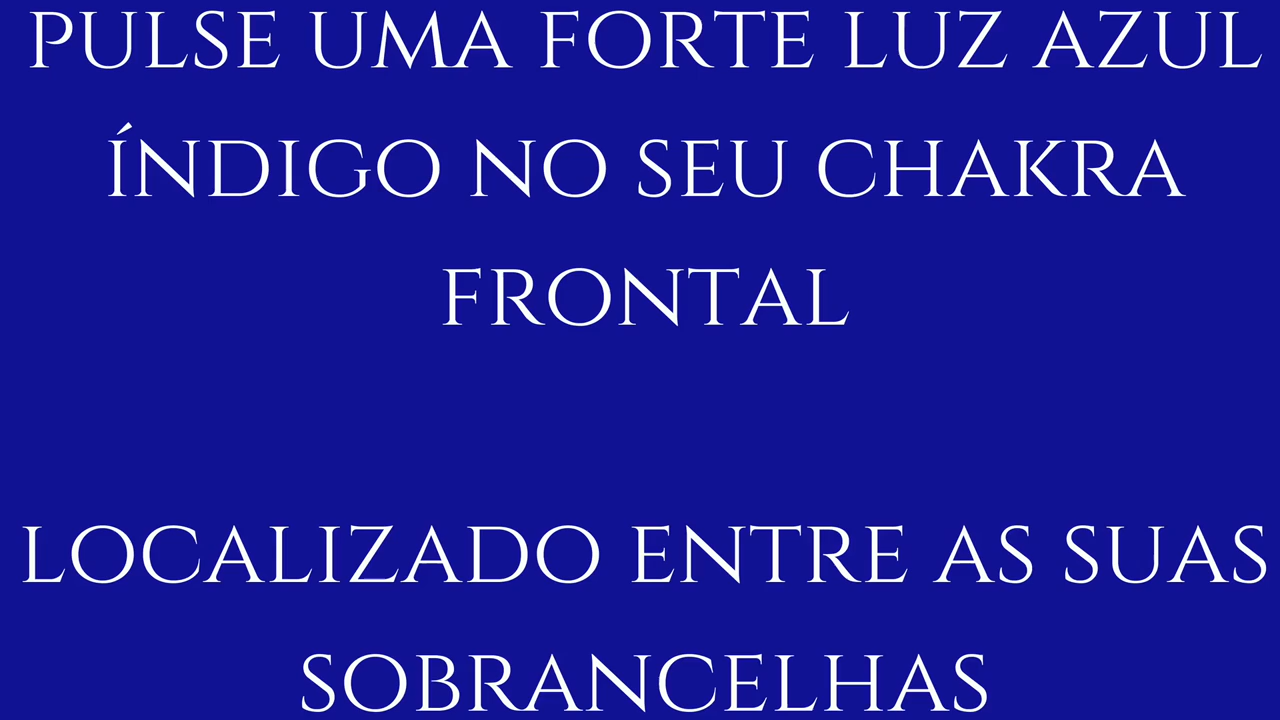 PULSE UMA FORTE LUZ AZUL
ÍNDIGO NO SEU CHAKRA
FRONTAL
LOCALIZADO ENTRE AS SUAS
SOBRANCELHAS